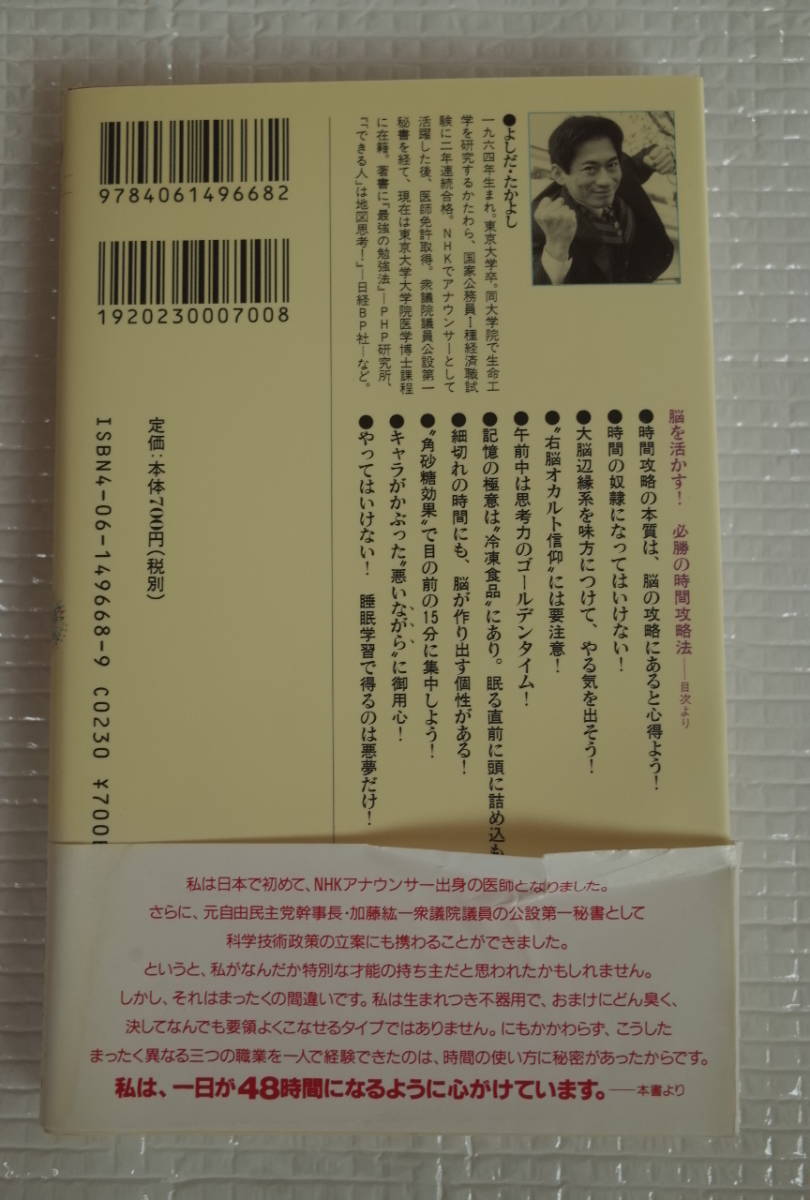 ●よしだ・たかよし
一九六四年生まれ。東京大学卒。同大学院で生命工
学を研究するかたわら、国家公務員Ⅰ種経済職試
験に二年連続合格。NHKでアナウンサーとして
活躍した後、医師免許取得。衆議院議員公設第一
秘書を経て、現在は東京大学大学院医学博士課程
に在籍。著書に『最強の勉強法』―PHP研究所、
『「できる人」は地図思考!』―日経BP社―など。
9784061496682
1920230007008
脳を活かす! 必勝の時間攻略法――目次より
●時間攻略の本質は、脳の攻略にあると心得よう!
●時間の奴隷になってはいけない!
●大脳辺縁系を味方につけて、やる気を出そう!
●“右脳オカルト信仰”には要注意!
●午前中は思考力のゴールデンタイム!
●記憶の極意は“冷凍食品”にあり。眠る直前に頭に詰め込も
●細切れの時間にも、脳が作り出す個性がある!
●“角砂糖効果”で目の前の15分に集中しよう!
●キャラがかぶった“悪いながら”に御用心!
●やってはいけない! 睡眠学習で得るのは悪夢だけ!
定価:本体700円(税別)
ISBN4-06-149668-9 C0230 ¥700
私は日本で初めて、NHKアナウンサー出身の医師となりました。
さらに、元自由民主党幹事長・加藤紘一衆議院議員の公設第一秘書として
科学技術政策の立案にも携わることができました。
というと、私がなんだか特別な才能の持ち主だと思われたかもしれません。
しかし、それはまったくの間違いです。私は生まれつき不器用で、おまけにどん臭く、
決してなんでも要領よくこなせるタイプではありません。にもかかわらず、こうした
まったく異なる三つの職業を一人で経験できたのは、時間の使い方に秘密があったからです。
私は、一日が48時間になるように心がけています。――本書より